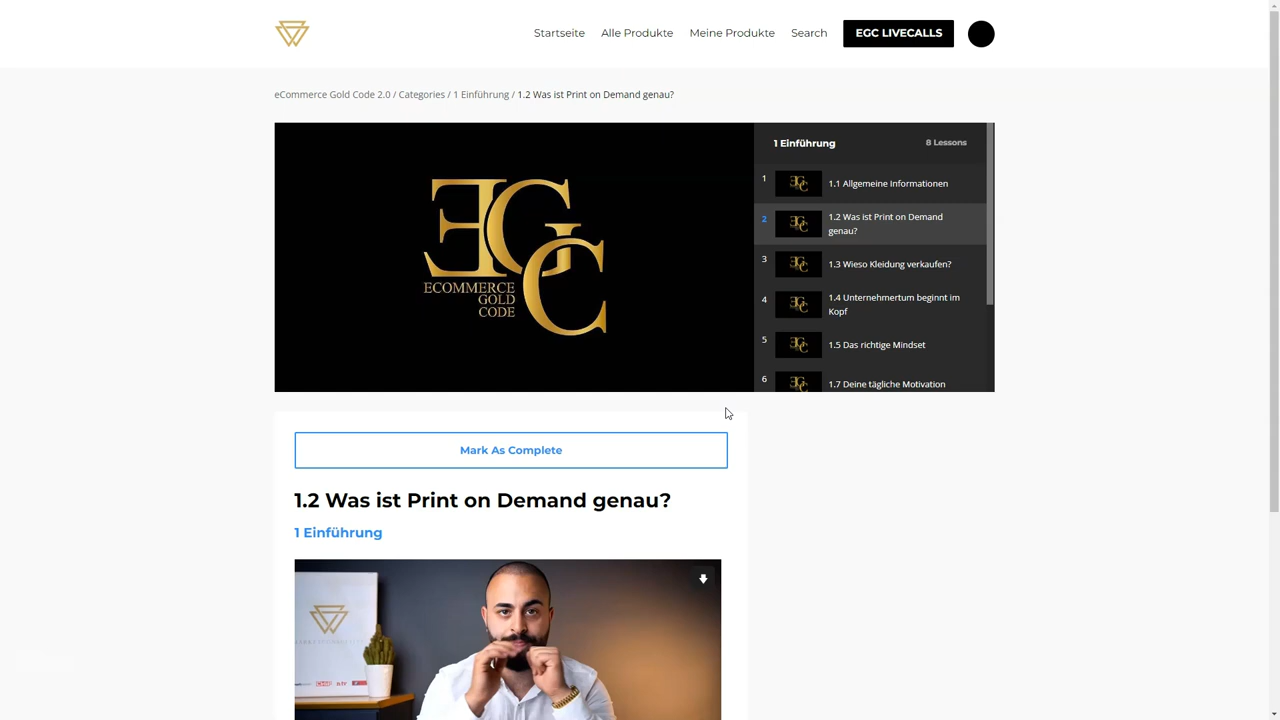 Startseite Alle Produkte Meine Produkte Search EGC LIVECALLS
eCommerce Gold Code 2.0 / Categories / 1 Einführung / 1.2 Was ist Print on Demand genau?
EGC
ECOMMERCE
GOLD
CODE
1 Einführung 8 Lessons
1 1.1 Allgemeine Informationen
2 1.2 Was ist Print on Demand
genau?
3 1.3 Wieso Kleidung verkaufen?
4 1.4 Unternehmertum beginnt im
Kopf
5 1.5 Das richtige Mindset
6 1.7 Deine tägliche Motivation
Mark As Complete
1.2 Was ist Print on Demand genau?
1 Einführung